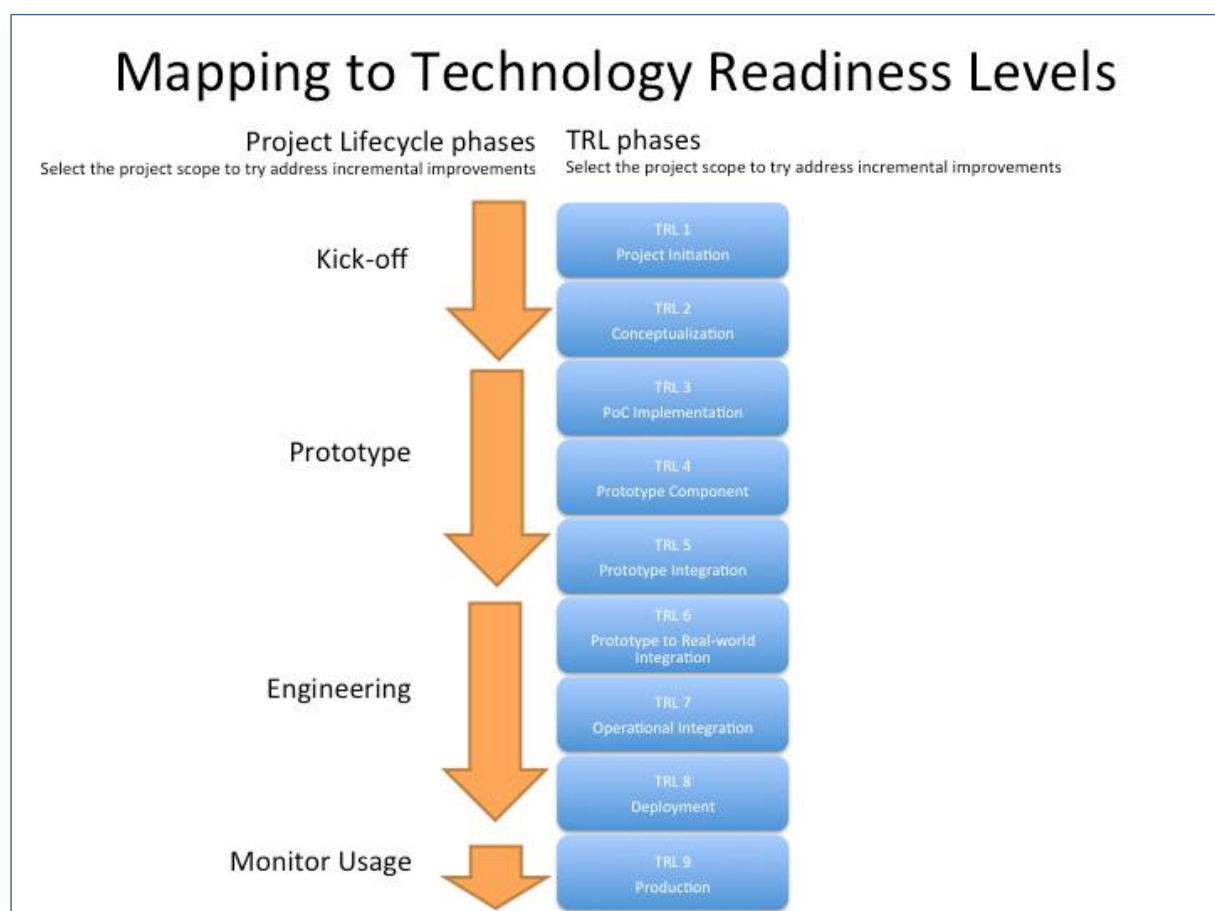 Mapping to Technology Readiness Levels
Project Lifecycle phases
Select the project scope to try address incremental improvements
TRL phases
Select the project scope to try address incremental improvements
Kick-off
Prototype
Engineering
Monitor Usage
TRL 1
Project Initiation
TRL 2
Conceptualization
TRL 3
PoC Implementation
TRL 4
Prototype Component
TRL 5
Prototype Integration
TRL 6
Prototype to Real-world
Integration
TRL 7
Operational Integration
TRL 8
Deployment
TRL 9
Production